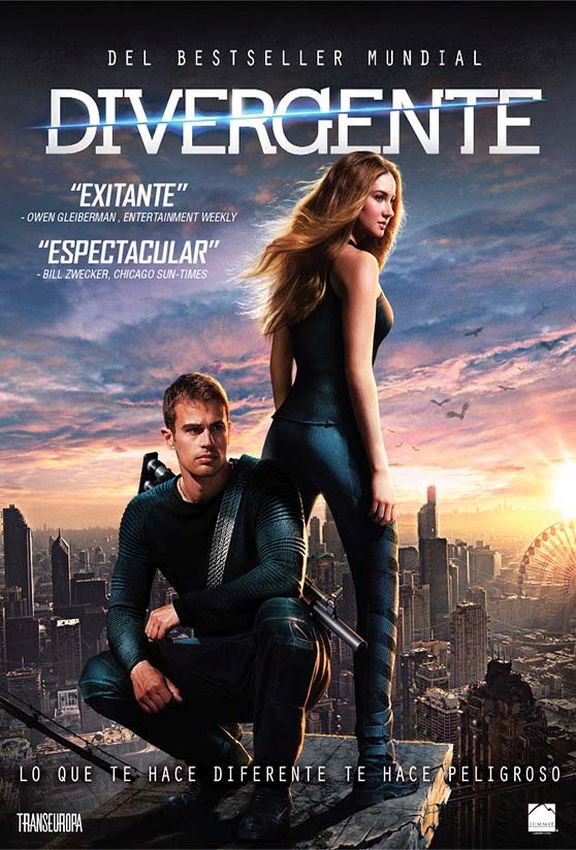 DEL BESTSELLER MUNDIAL
DIVERGENTE
"EXITANTE"
- OWEN GLEIBERMAN , ENTERTAINMENT WEEKLY
"ESPECTACULAR"
- BILL ZWECKER, CHICAGO SUN-TIMES
LO QUE TE HACE DIFERENTE TE HACE PELIGROSO
TRANSEUROPA
SUMMIT